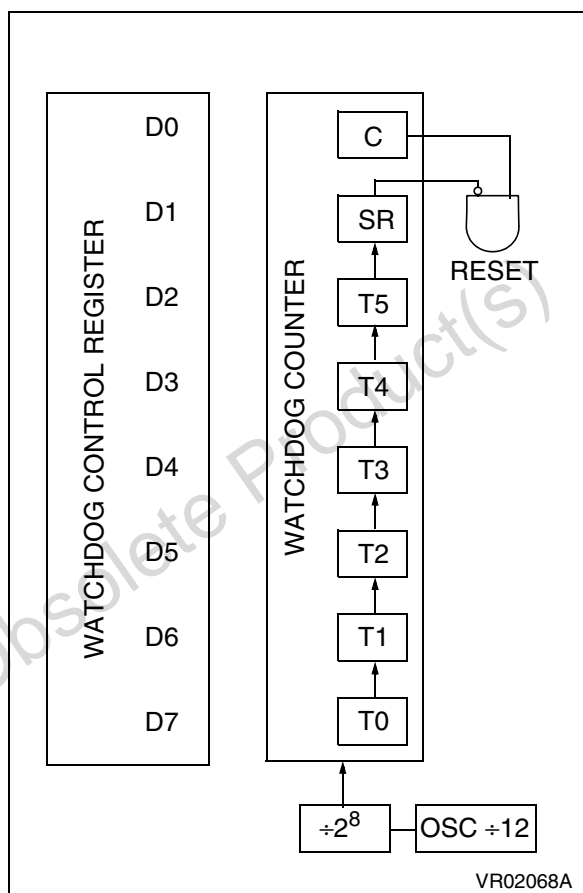 WATCHDOG CONTROL REGISTER
D0
D1
D2
D3
D4
D5
D6
D7
WATCHDOG COUNTER
C
SR
T5
T4
T3
T2
T1
T0
RESET
÷2⁸
OSC ÷12
VR02068A
Obsolete Product(s)